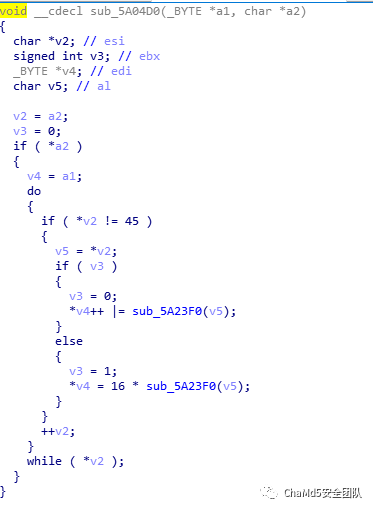 void __cdecl sub_5A04D0(_BYTE *a1, char *a2)
{
  char *v2; // esi
  signed int v3; // ebx
  _BYTE *v4; // edi
  char v5; // al

  v2 = a2;
  v3 = 0;
  if ( *a2 )
  {
    v4 = a1;
    do
    {
      if ( *v2 != 45 )
      {
        v5 = *v2;
        if ( v3 )
        {
          v3 = 0;
          *v4++ |= sub_5A23F0(v5);
        }
        else
        {
          v3 = 1;
          *v4 = 16 * sub_5A23F0(v5);
        }
      }
      ++v2;
    }
    while ( *v2 );
  }
}
ChaMd5安全团队